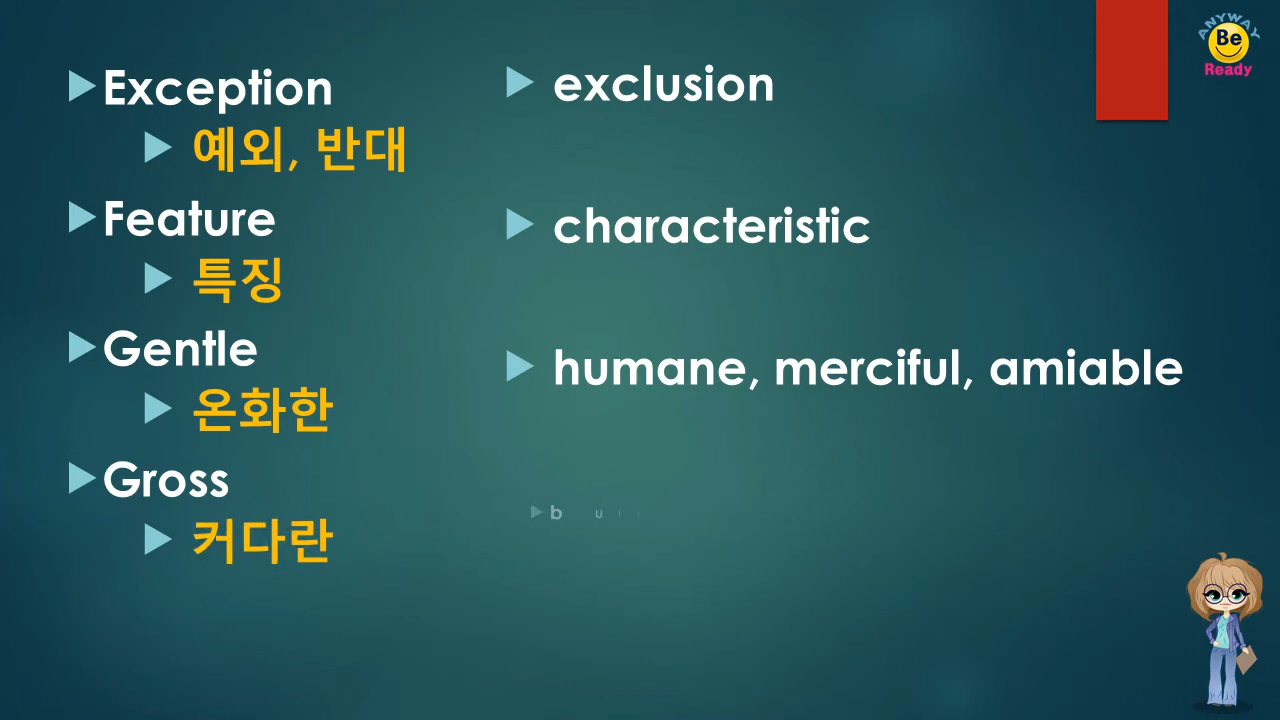 Exception
예외, 반대
Feature
특징
Gentle
온화한
Gross
커다란
exclusion
characteristic
humane, merciful, amiable
ANYWAY
Be
Ready